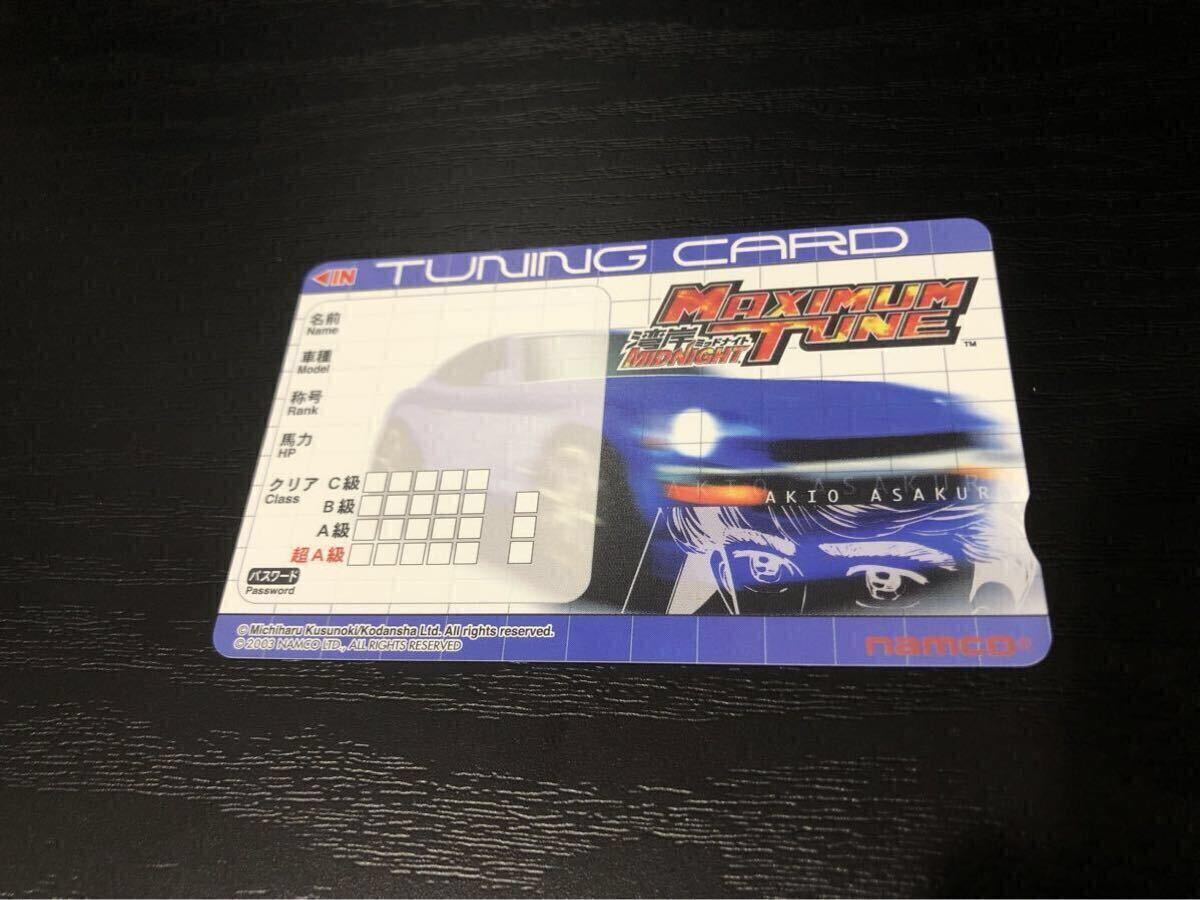 IN TUNING CARD
MAXIMUM
湾岸 ミッドナイト TUNE ™
MIDNIGHT
名前
Name
車種
Model
称号
Rank
馬力
HP
クリア C級
Class
B級
A級
超A級
パスワード
Password
AKIO ASAKUR
AKIO ASAKUR
© Michiharu Kusunoki/Kodansha Ltd. All rights reserved.
© 2003 NAMCO LTD., ALL RIGHTS RESERVED
namco®